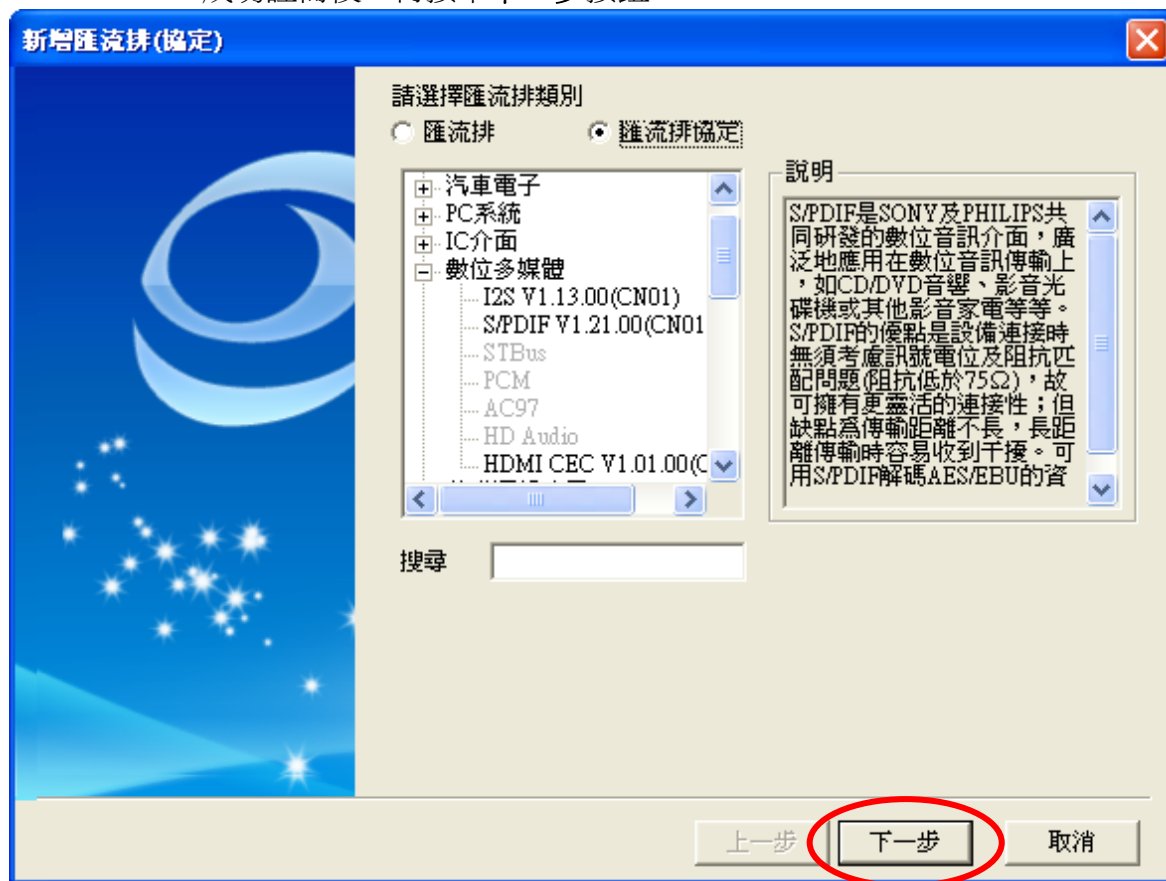 新增匯流排(協定)
請選擇匯流排類別
匯流排
匯流排協定
汽車電子
PC系統
IC介面
數位多媒體
I2S V1.13.00(CN01)
S/PDIF V1.21.00(CN01
STBus
PCM
AC97
HD Audio
HDMI CEC V1.01.00(C
說明
S/PDIF是SONY及PHILIPS共
同研發的數位音訊介面，廣
泛地應用在數位音訊傳輸上
，如CD/DVD音響、影音光
碟機或其他影音家電等等。
S/PDIF的優點是設備連接時
無須考慮訊號電位及阻抗匹
配問題(阻抗低於75Ω)，故
可擁有更靈活的連接性；但
缺點為傳輸距離不長，長距
離傳輸時容易收到干擾。可
用S/PDIF解碼AES/EBU的資
搜尋
上一步
下一步
取消